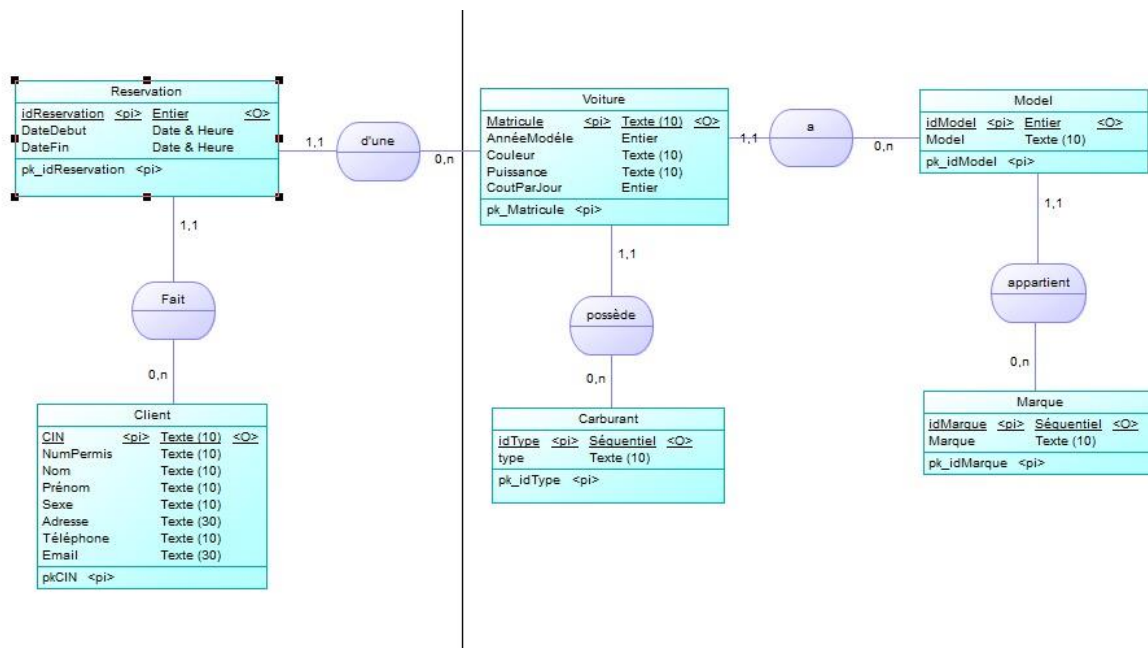 Reservation
idReservation <pi> Entier <O>
DateDebut Date & Heure
DateFin Date & Heure
pk_idReservation <pi>
1,1
d'une
0,n
Voiture
Matricule <pi> Texte (10) <O>
AnnéeModéle Entier
Couleur Texte (10)
Puissance Texte (10)
CoutParJour Entier
pk_Matricule <pi>
1,1
a
0,n
Model
idModel <pi> Entier <O>
Model Texte (10)
pk_idModel <pi>
1,1
Fait
0,n
1,1
possède
0,n
1,1
appartient
0,n
Client
CIN <pi> Texte (10) <O>
NumPermis Texte (10)
Nom Texte (10)
Prénom Texte (10)
Sexe Texte (10)
Adresse Texte (30)
Téléphone Texte (10)
Email Texte (30)
pkCIN <pi>
Carburant
idType <pi> Séquentiel <O>
type Texte (10)
pk_idType <pi>
Marque
idMarque <pi> Séquentiel <O>
Marque Texte (10)
pk_idMarque <pi>